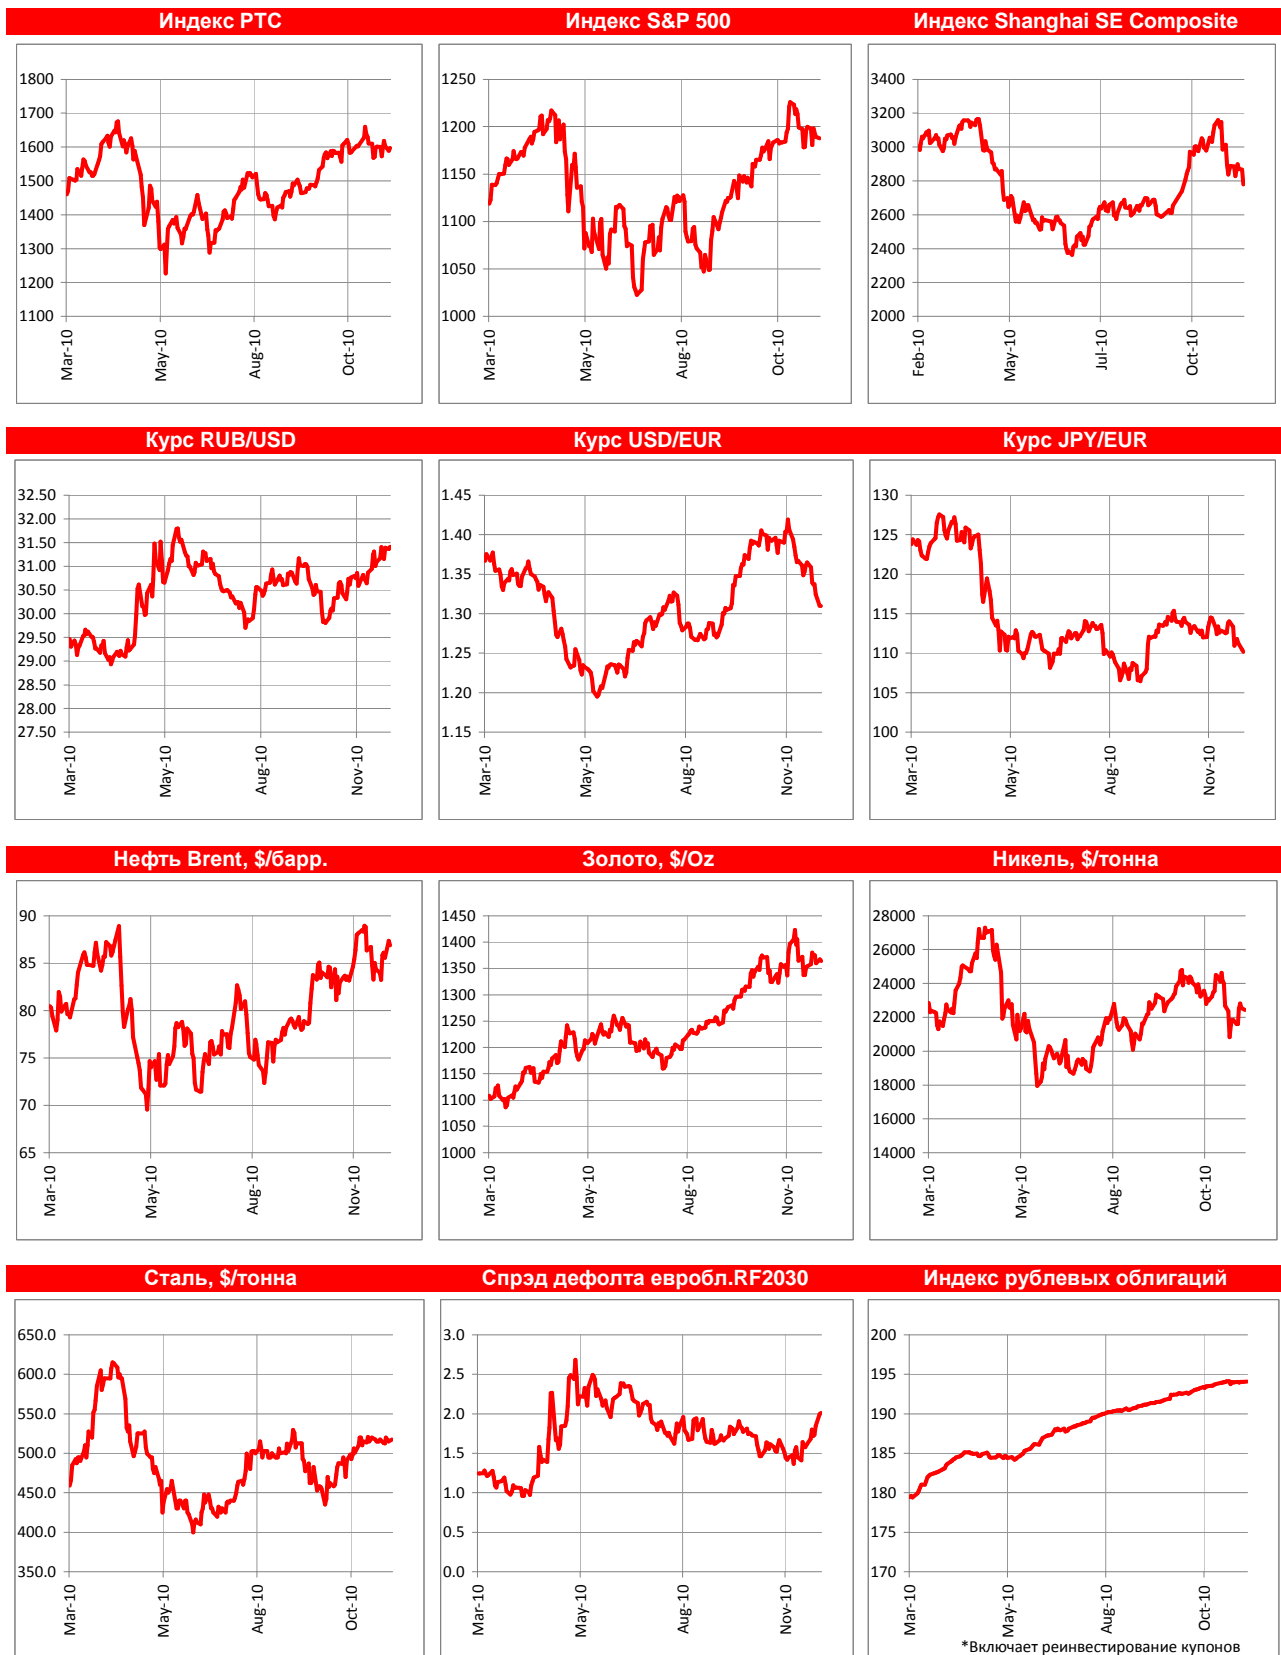 Индекс РТС
1800
1700
1600
1500
1400
1300
1200
1100
Mar-10
May-10
Aug-10
Oct-10
Индекс S&P 500
1250
1200
1150
1100
1050
1000
Mar-10
May-10
Aug-10
Oct-10
Индекс Shanghai SE Composite
3400
3200
3000
2800
2600
2400
2200
2000
Feb-10
May-10
Jul-10
Oct-10
Курс RUB/USD
32.50
32.00
31.50
31.00
30.50
30.00
29.50
29.00
28.50
28.00
27.50
Mar-10
May-10
Aug-10
Nov-10
Курс USD/EUR
1.45
1.40
1.35
1.30
1.25
1.20
1.15
Mar-10
May-10
Aug-10
Nov-10
Курс JPY/EUR
130
125
120
115
110
105
100
Mar-10
May-10
Aug-10
Nov-10
Нефть Brent, $/барр.
90
85
80
75
70
65
Mar-10
May-10
Aug-10
Nov-10
Золото, $/Oz
1450
1400
1350
1300
1250
1200
1150
1100
1050
1000
Mar-10
May-10
Aug-10
Nov-10
Никель, $/тонна
28000
26000
24000
22000
20000
18000
16000
14000
Mar-10
May-10
Aug-10
Oct-10
Сталь, $/тонна
650.0
600.0
550.0
500.0
450.0
400.0
350.0
Mar-10
May-10
Aug-10
Oct-10
Спрэд дефолта евробл.RF2030
3.0
2.5
2.0
1.5
1.0
0.5
0.0
Mar-10
May-10
Aug-10
Nov-10
Индекс рублевых облигаций
200
195
190
185
180
175
170
Mar-10
May-10
Aug-10
Oct-10
*Включает реинвестирование купонов